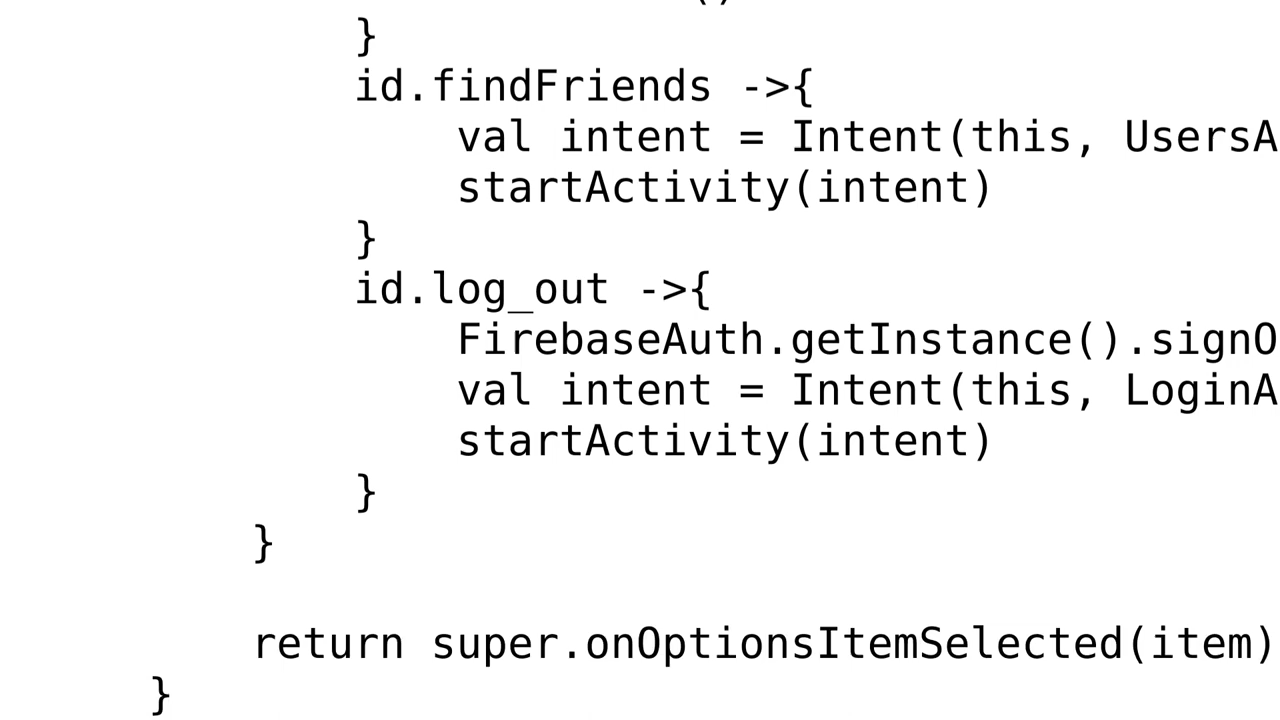 }
id.findFriends ->{
val intent = Intent(this, UsersA
startActivity(intent)
}
id.log_out ->{
FirebaseAuth.getInstance().signO
val intent = Intent(this, LoginA
startActivity(intent)
}
}
return super.onOptionsItemSelected(item)
}